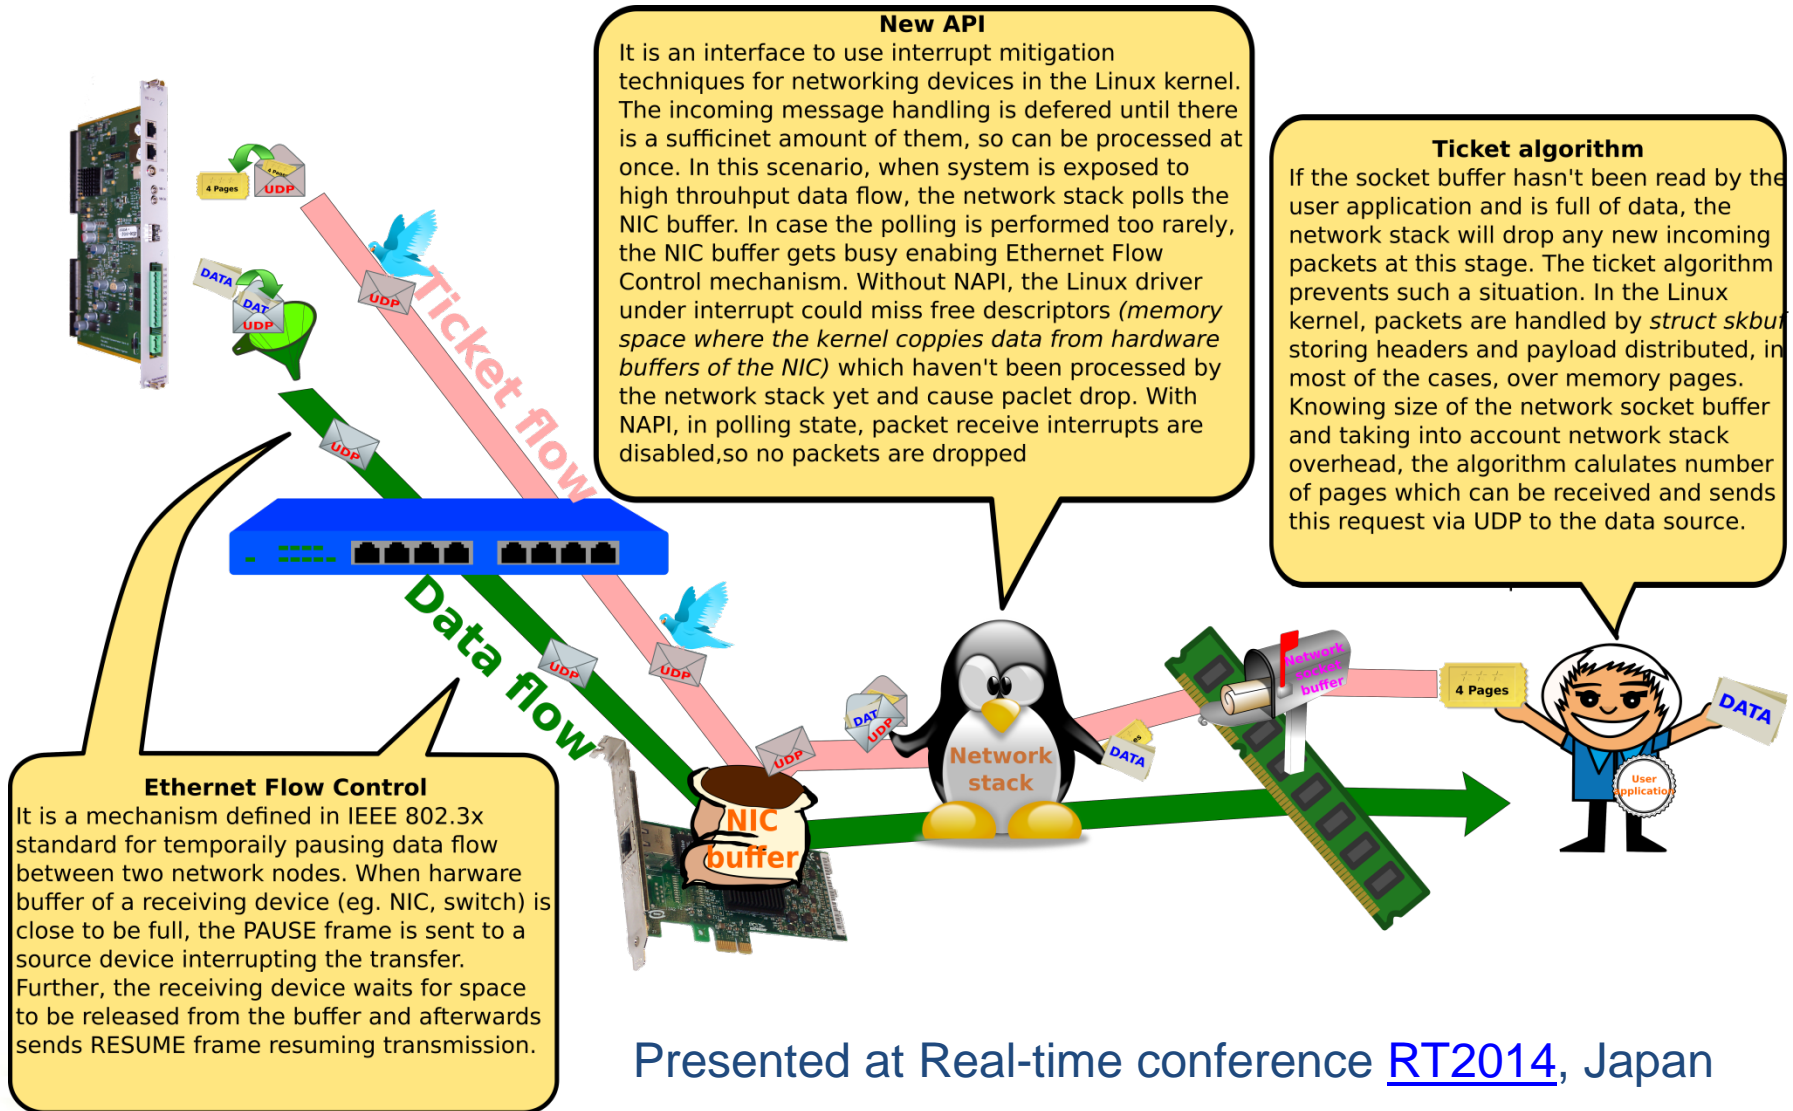 New API
It is an interface to use interrupt mitigation
techniques for networking devices in the Linux kernel.
The incoming message handling is defered until there
is a sufficinet amount of them, so can be processed at
once. In this scenario, when system is exposed to
high throuhput data flow, the network stack polls the
NIC buffer. In case the polling is performed too rarely,
the NIC buffer gets busy enabing Ethernet Flow
Control mechanism. Without NAPI, the Linux driver
under interrupt could miss free descriptors (memory
space where the kernel coppies data from hardware
buffers of the NIC) which haven't been processed by
the network stack yet and cause paclet drop. With
NAPI, in polling state, packet receive interrupts are
disabled,so no packets are dropped
Ticket algorithm
If the socket buffer hasn't been read by the
user application and is full of data, the
network stack will drop any new incoming
packets at this stage. The ticket algorithm
prevents such a situation. In the Linux
kernel, packets are handled by struct skbuf
storing headers and payload distributed, in
most of the cases, over memory pages.
Knowing size of the network socket buffer
and taking into account network stack
overhead, the algorithm calulates number
of pages which can be received and sends
this request via UDP to the data source.
4 Pages
UDP
DATA
DAT
UDP
UDP
Ticket flow
UDP
Data flow
UDP
UDP
UDP
DAT
UDP
Network
stack
es
DATA
Network
socket
buffer
4 Pages
DATA
User
Application
NIC
buffer
Ethernet Flow Control
It is a mechanism defined in IEEE 802.3x
standard for temporaily pausing data flow
between two network nodes. When harware
buffer of a receiving device (eg. NIC, switch) is
close to be full, the PAUSE frame is sent to a
source device interrupting the transfer.
Further, the receiving device waits for space
to be released from the buffer and afterwards
sends RESUME frame resuming transmission.
Presented at Real-time conference RT2014, Japan